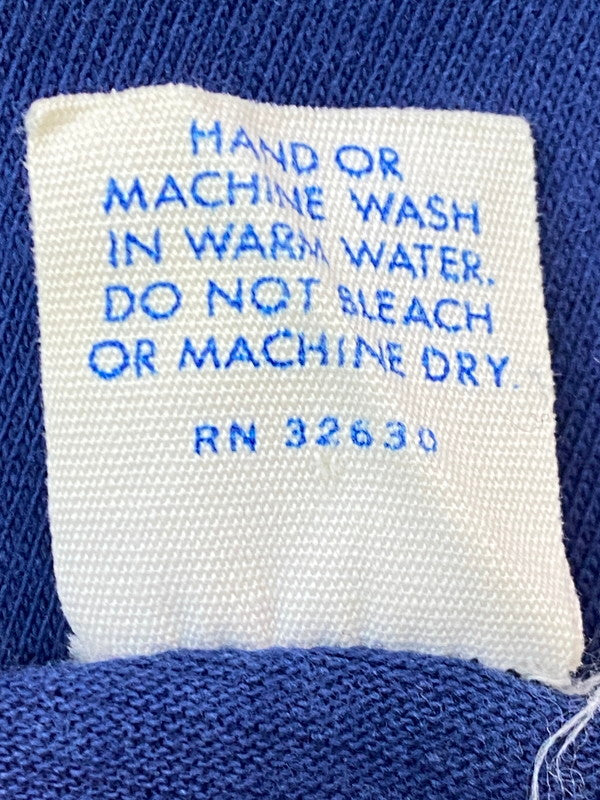 HAND OR
MACHINE WASH
IN WARM WATER.
DO NOT BLEACH
OR MACHINE DRY.
RN 32630